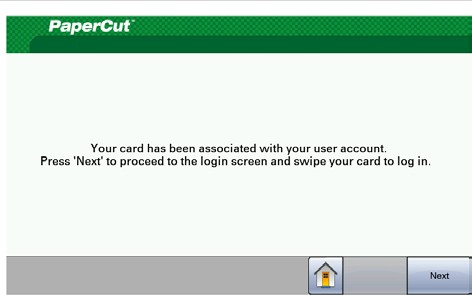 PaperCut
Your card has been associated with your user account.
Press 'Next' to proceed to the login screen and swipe your card to log in.
Next